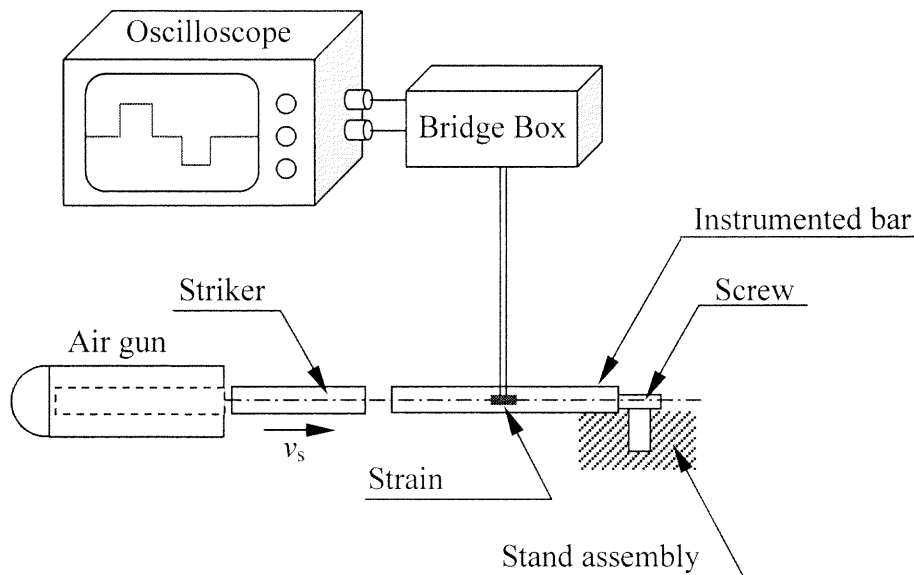 Oscilloscope
Bridge Box
Instrumented bar
Striker
Screw
Air gun
vs
Strain
Stand assembly